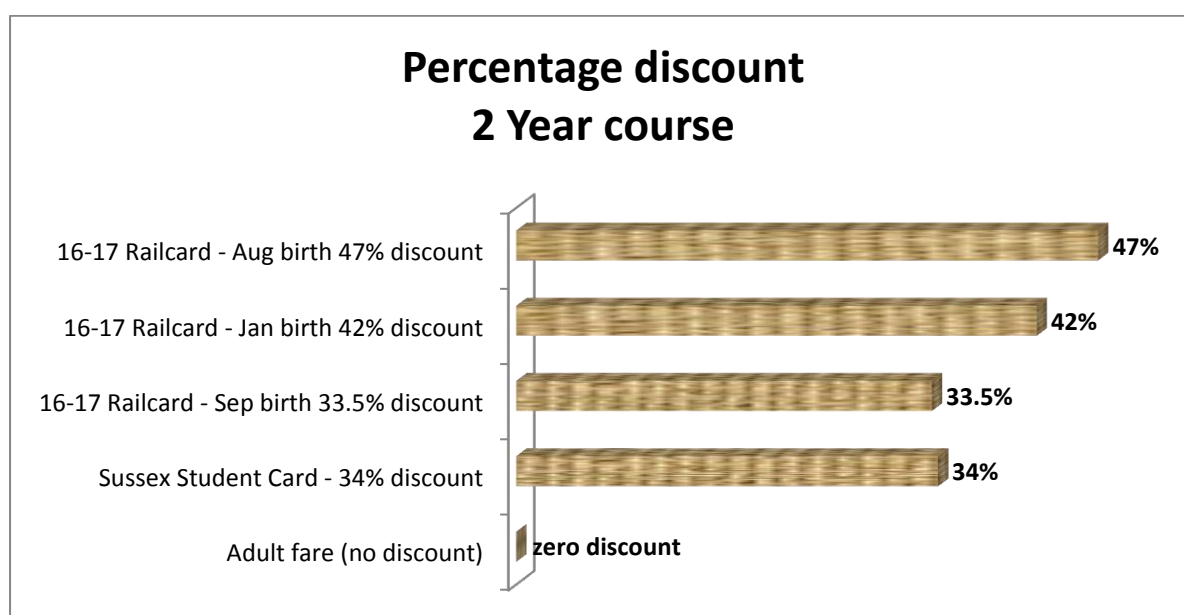 Percentage discount
2 Year course
16-17 Railcard - Aug birth 47% discount
47%
16-17 Railcard - Jan birth 42% discount
42%
16-17 Railcard - Sep birth 33.5% discount
33.5%
Sussex Student Card - 34% discount
34%
Adult fare (no discount)
zero discount